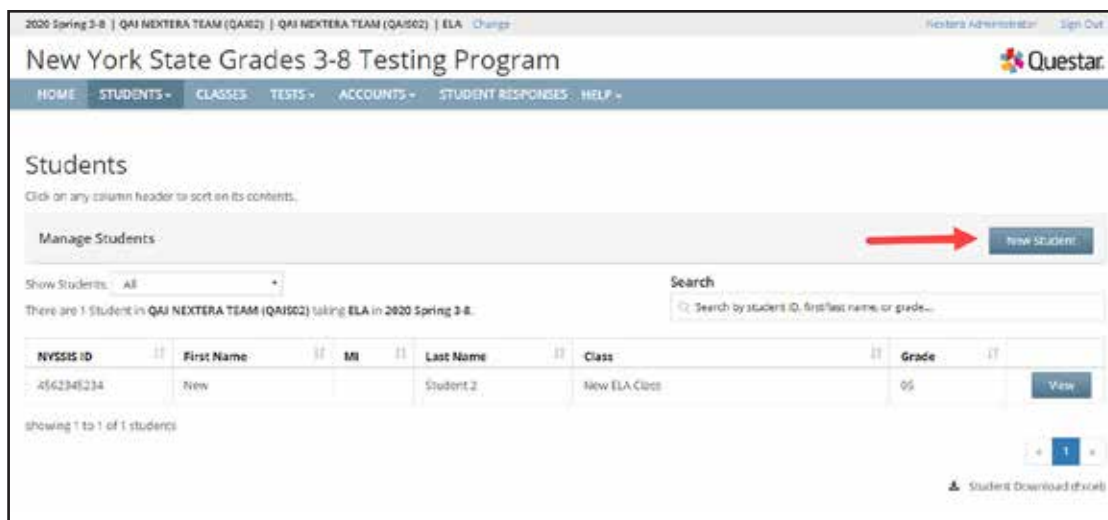 2020 Spring 3-8 | QAI NEXTERA TEAM (QAI02) | QAI NEXTERA TEAM (QAIS02) | ELA Change Nextera Administrator Sign Out
New York State Grades 3-8 Testing Program Questar
HOME STUDENTS CLASSES TESTS ACCOUNTS STUDENT RESPONSES HELP
Students
Click on any column header to sort on its contents.
Manage Students New Student
Show Students: All Search
There are 1 Student in QAI NEXTERA TEAM (QAIS02) taking ELA in 2020 Spring 3-8. Search by student ID, first/last name, or grade...
NYSSIS ID First Name MI Last Name Class Grade
4562345234 New Student 2 New ELA Class 05 View
showing 1 to 1 of 1 students
« 1 »
Student Download (Excel)